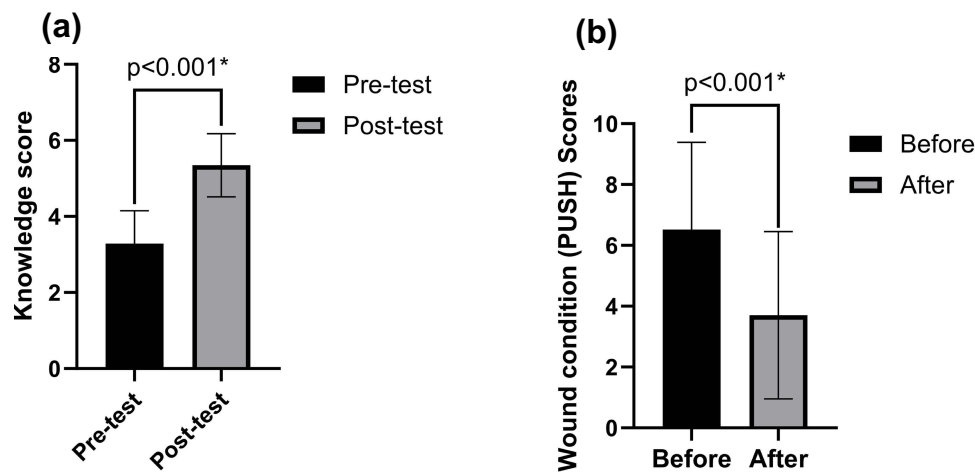 (a)
Knowledge score
8
6
4
2
0
p<0.001*
Pre-test
Post-test
Pre-test
Post-test
(b)
Wound condition (PUSH) Scores
10
8
6
4
2
0
p<0.001*
Before
After
Before
After